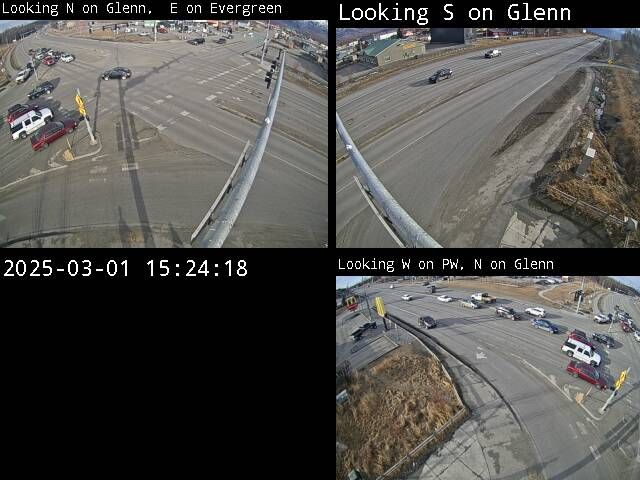 Looking N on Glenn, E on Evergreen
Looking S on Glenn
2025-03-01 15:24:18
Looking W on PW, N on Glenn